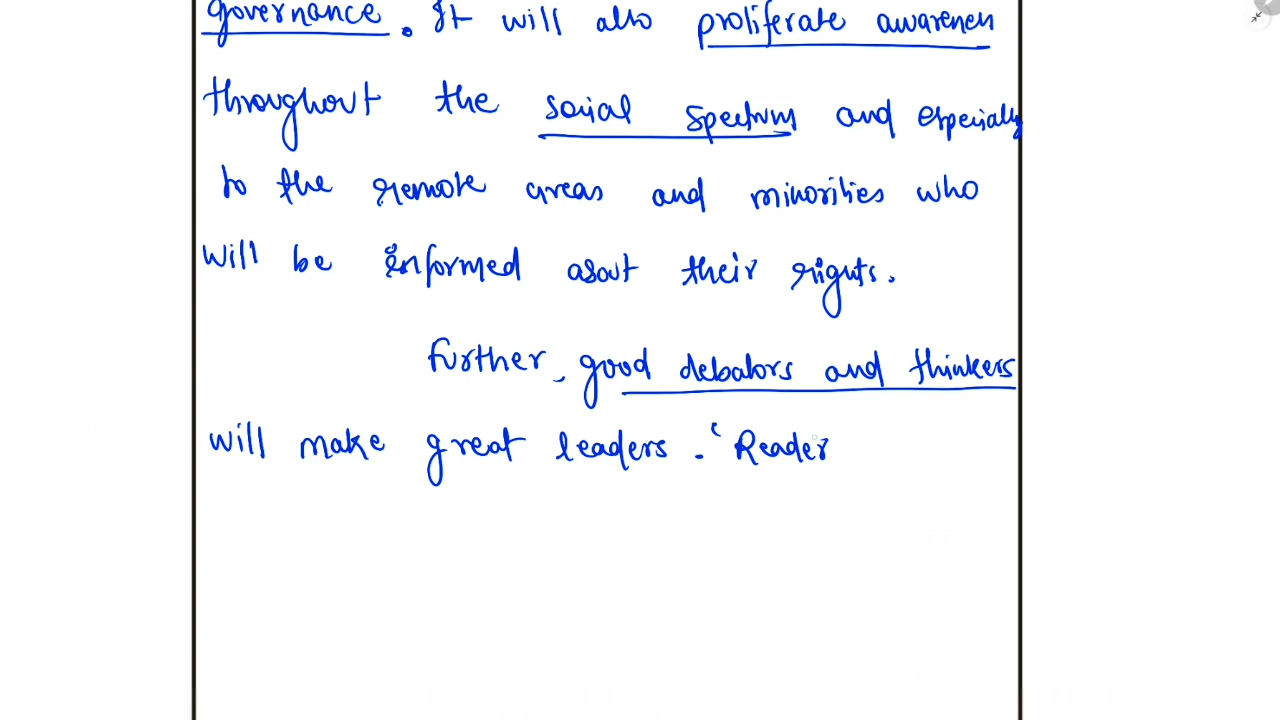 governance. It will also proliferate awareness
throughout the social spectrum and especially
to the remote areas and minorities who
will be informed about their rights.
Further, good debators and thinkers
will make great leaders. 'Reader